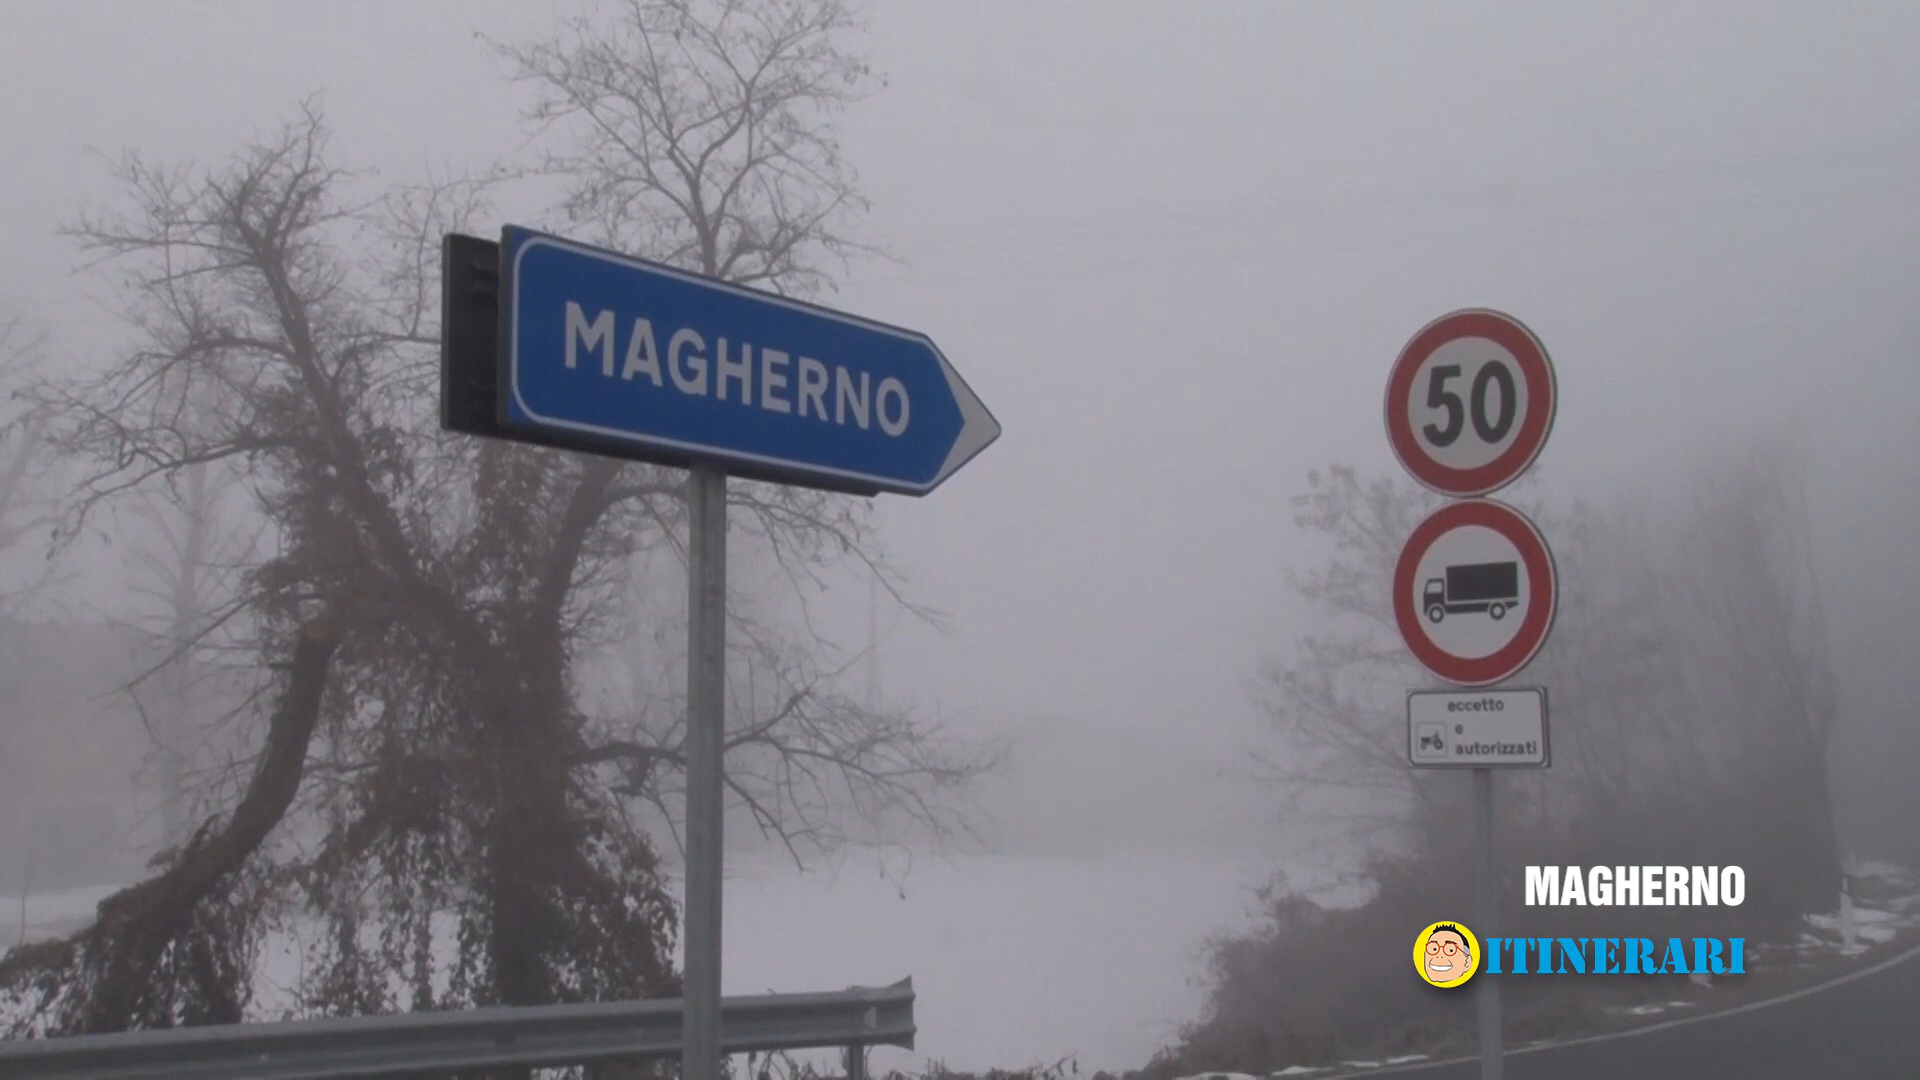 MAGHERNO
50
eccetto
e
autorizzati
MAGHERNO
ITINERARI